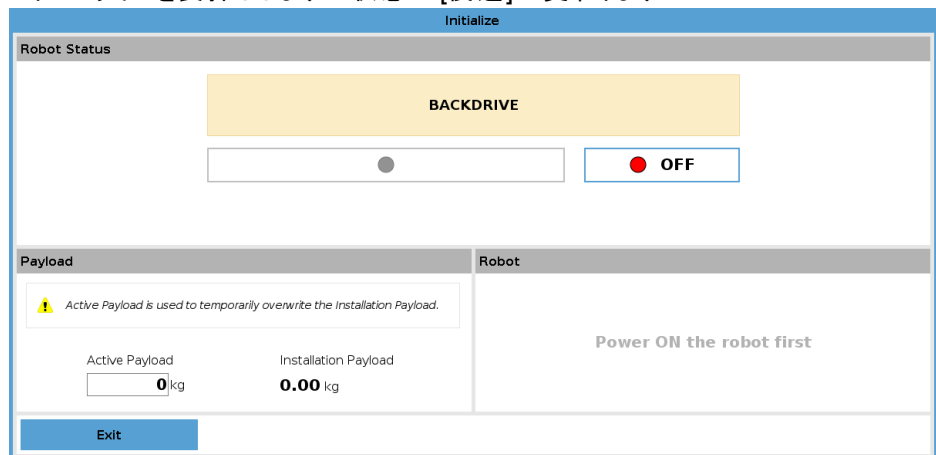 Initialize
Robot Status
BACKDRIVE
OFF
Payload
Robot
Active Payload is used to temporarily overwrite the Installation Payload.
Power ON the robot first
Active Payload
Installation Payload
0 kg
0.00 kg
Exit